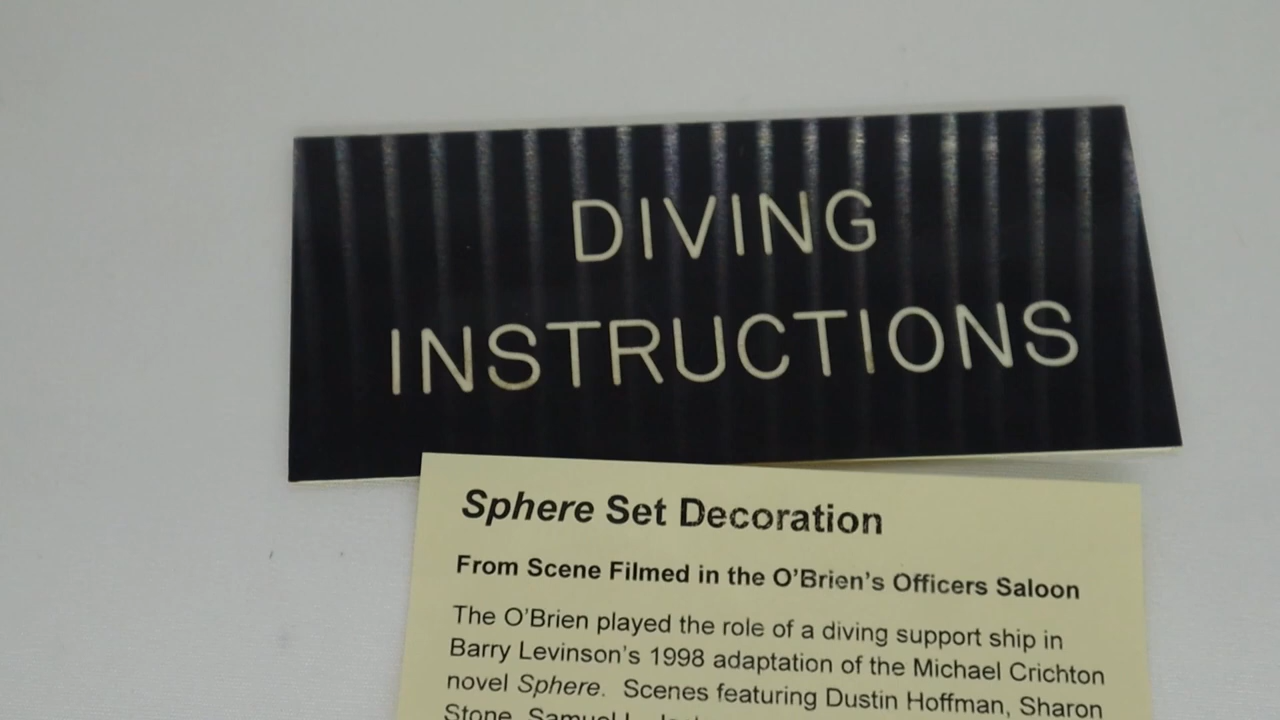 DIVING
INSTRUCTIONS
Sphere Set Decoration
From Scene Filmed in the O'Brien's Officers Saloon
The O'Brien played the role of a diving support ship in
Barry Levinson's 1998 adaptation of the Michael Crichton
novel Sphere. Scenes featuring Dustin Hoffman, Sharon
Stone, Samuel L.